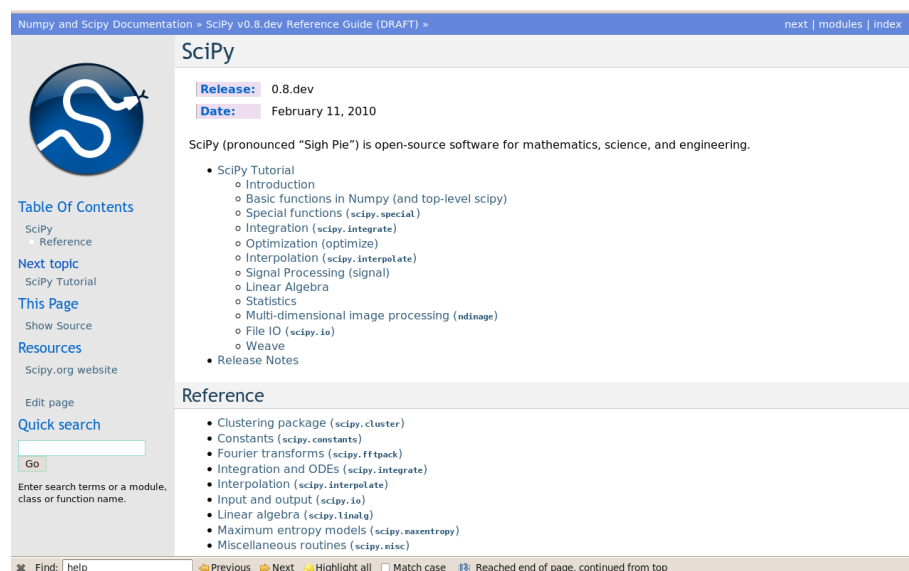 Numpy and Scipy Documentation » SciPy v0.8.dev Reference Guide (DRAFT) »
next | modules | index
Table Of Contents
SciPy
Reference
Next topic
SciPy Tutorial
This Page
Show Source
Resources
Scipy.org website
Edit page
Quick search
Go
Enter search terms or a module,
class or function name.
SciPy
Release: 0.8.dev
Date: February 11, 2010
SciPy (pronounced “Sigh Pie”) is open-source software for mathematics, science, and engineering.
SciPy Tutorial
Introduction
Basic functions in Numpy (and top-level scipy)
Special functions (scipy.special)
Integration (scipy.integrate)
Optimization (optimize)
Interpolation (scipy.interpolate)
Signal Processing (signal)
Linear Algebra
Statistics
Multi-dimensional image processing (ndinage)
File IO (scipy.io)
Weave
Release Notes
Reference
Clustering package (scipy.cluster)
Constants (scipy.constants)
Fourier transforms (scipy.fftpack)
Integration and ODEs (scipy.integrate)
Interpolation (scipy.interpolate)
Input and output (scipy.io)
Linear algebra (scipy.linalg)
Maximum entropy models (scipy.maxentropy)
Miscellaneous routines (scipy.misc)
Find: help Previous Next Highlight all Match case Reached end of page, continued from top